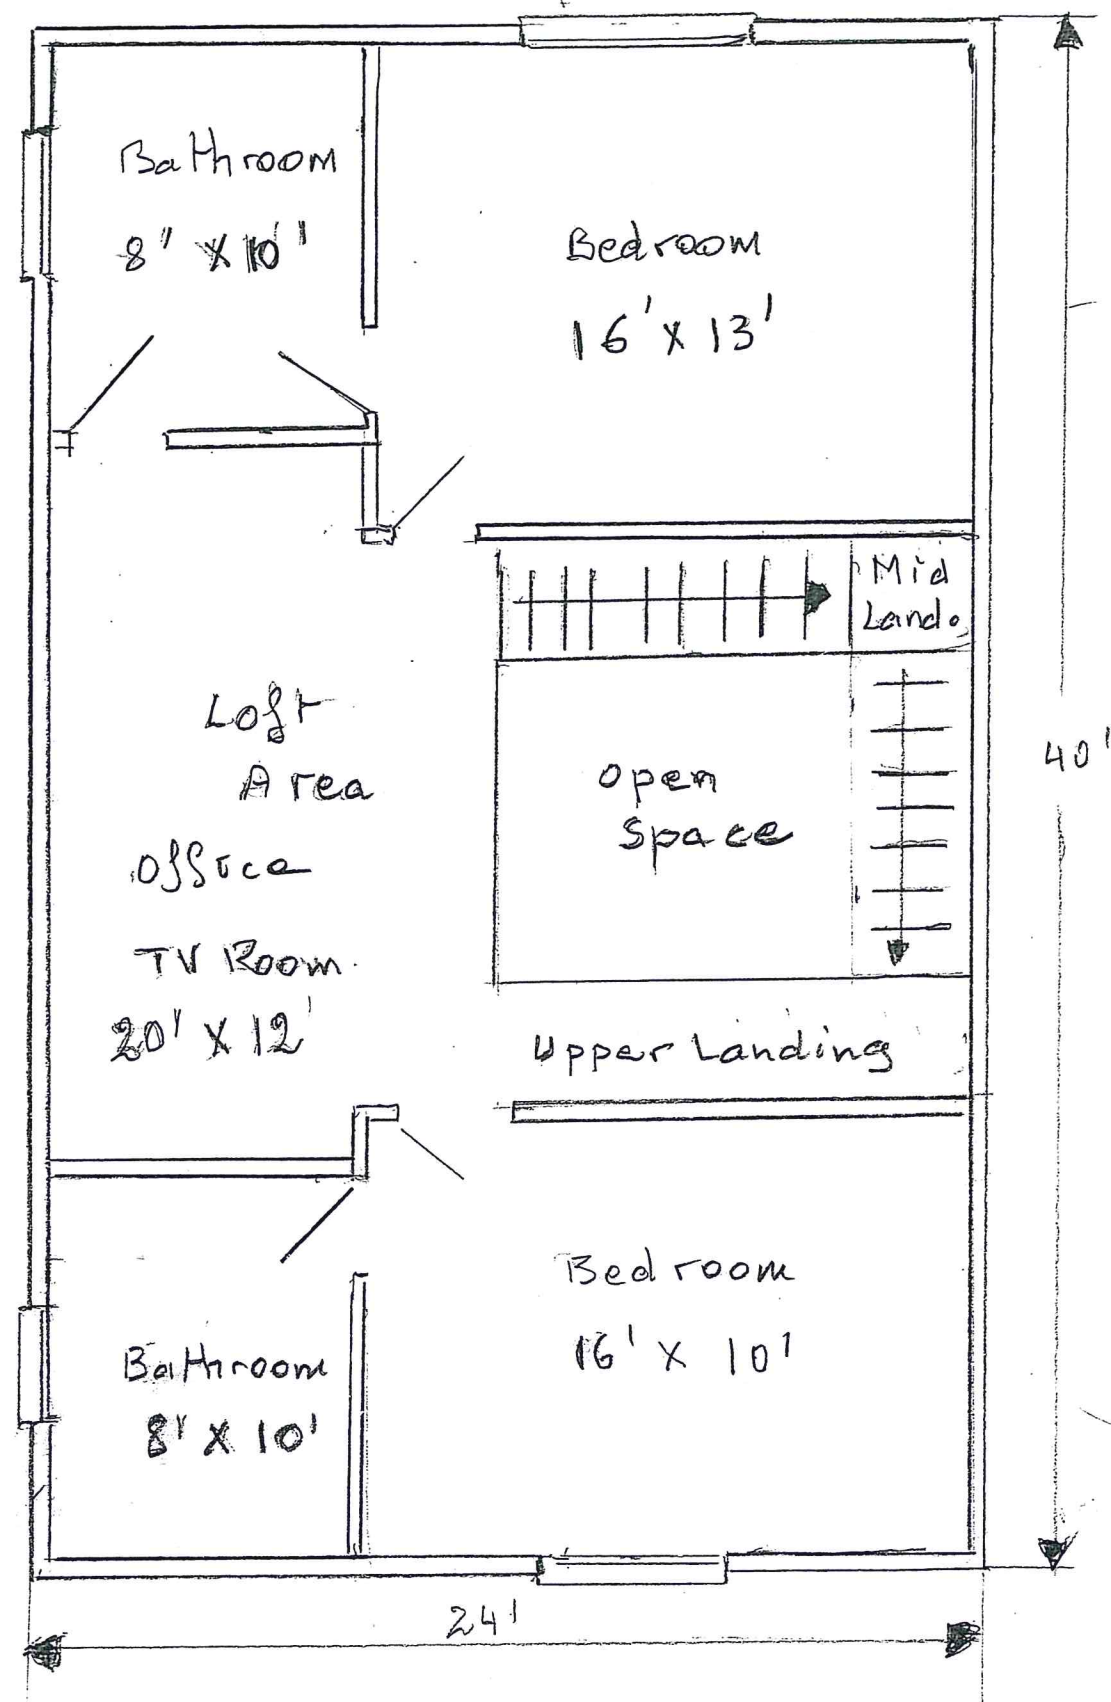 Bathroom
8" X 10'
Bedroom
16' X 13'
Mid
Land.
Loft
Area
Office
TV Room
20' X 12'
Open
Space
40'
Upper Landing
Bedroom
16' X 10'
Bathroom
8' X 10'
24'